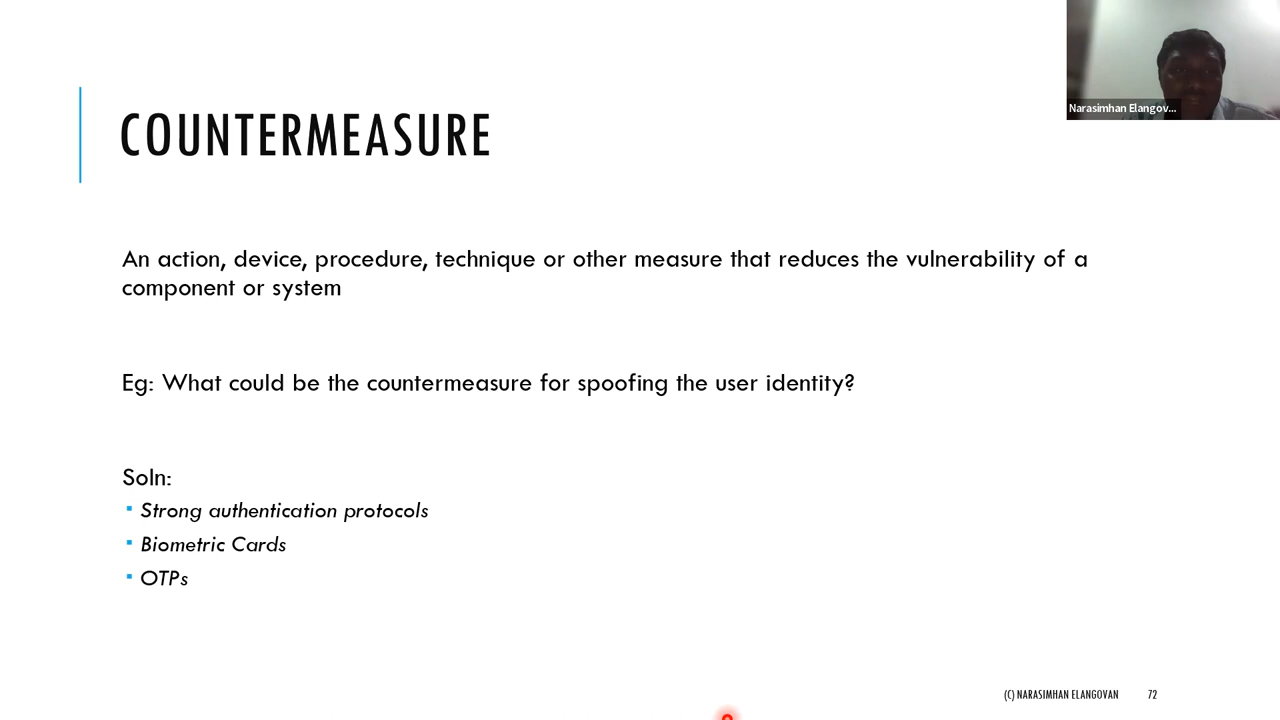 Narasimhan Elangov...
COUNTERMEASURE
An action, device, procedure, technique or other measure that reduces the vulnerability of a
component or system
Eg: What could be the countermeasure for spoofing the user identity?
Soln:
Strong authentication protocols
Biometric Cards
OTPs
(C) NARASIMHAN ELANGOVAN 72